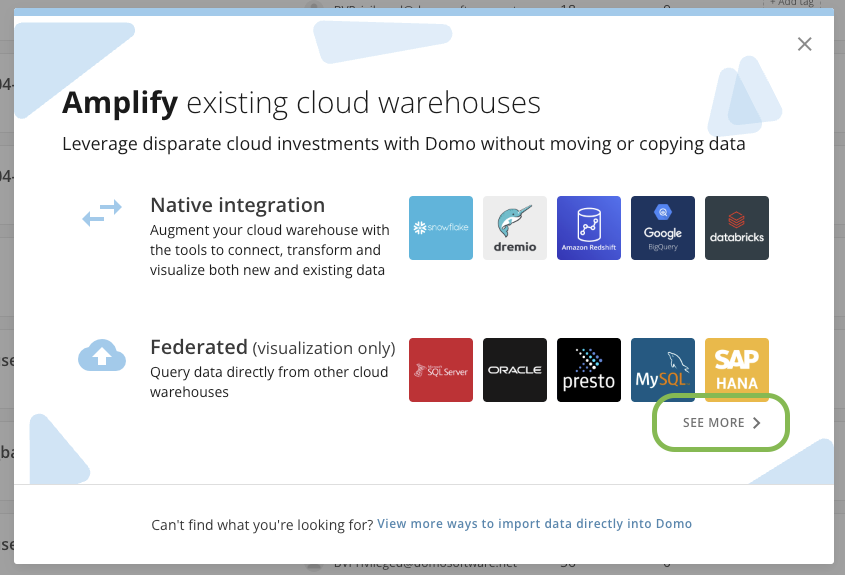 + Add tag
Amplify existing cloud warehouses
Leverage disparate cloud investments with Domo without moving or copying data
Native integration
Augment your cloud warehouse with
the tools to connect, transform and
visualize both new and existing data
snowflake
dremio
Amazon Redshift
Google
BigQuery
databricks
Federated (visualization only)
Query data directly from other cloud
warehouses
Microsoft
SQL Server
ORACLE
presto
MySQL
SAP
HANA
SEE MORE
Can't find what you're looking for? View more ways to import data directly into Domo